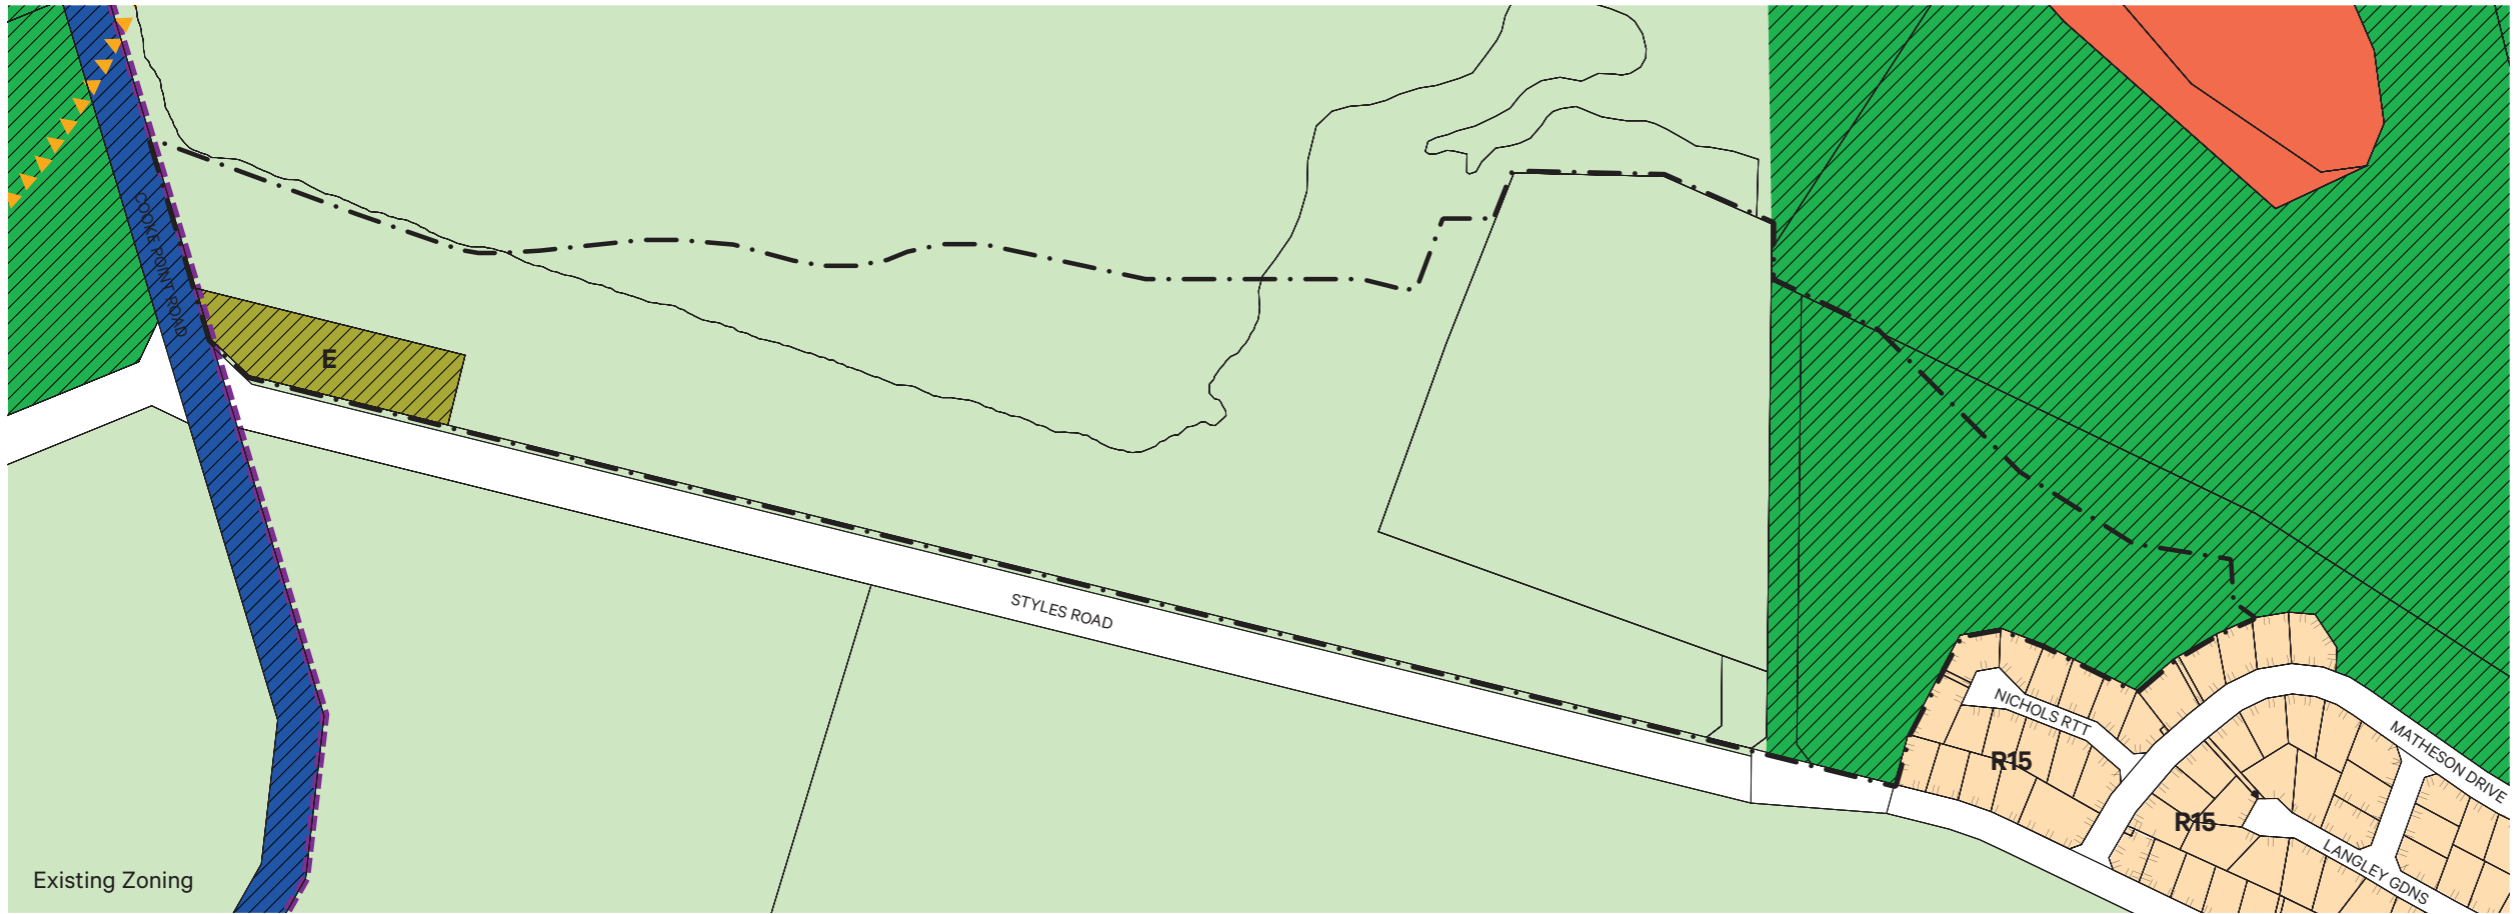 COOKE POINT ROAD
E
STYLES ROAD
NICHOLS RTT
R15
MATHESON DRIVE
R15
LANGLEY GDNS
Existing Zoning